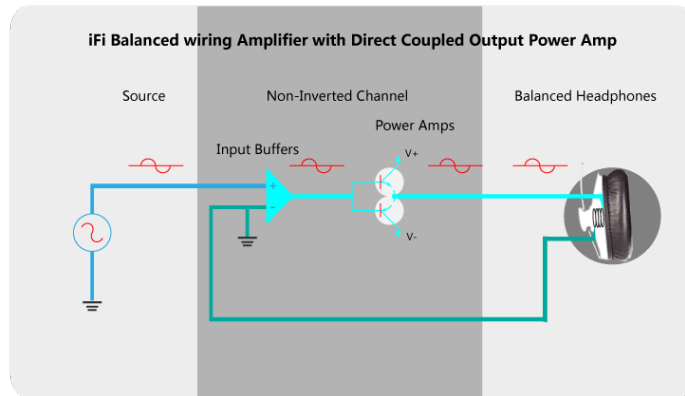 iFi Balanced wiring Amplifier with Direct Coupled Output Power Amp
Source
Non-Inverted Channel
Balanced Headphones
Power Amps
Input Buffers
V+
+
-
V-